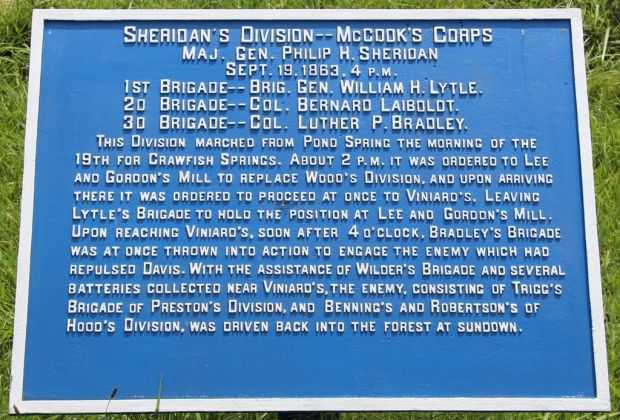 Sheridan's Division--McCook's Corps
Maj. Gen. Philip H. Sheridan
Sept. 19, 1863, 4 p.m.
1st Brigade--Brig. Gen. William H. Lytle.
2d Brigade--Col. Bernard Laiboldt.
3d Brigade--Col. Luther P. Bradley.
This Division marched from Pond Spring the morning of the
19th for Crawfish Springs. About 2 p.m. it was ordered to Lee
and Gordon's Mill to replace Wood's Division, and upon arriving
there it was ordered to proceed at once to Viniard's, leaving
Lytle's Brigade to hold the position at Lee and Gordon's Mill.
Upon reaching Viniard's, soon after 4 o'clock, Bradley's Brigade
was at once thrown into action to engage the enemy which had
repulsed Davis. With the assistance of Wilder's Brigade and several
batteries collected near Viniard's, the enemy, consisting of Trigg's
Brigade of Preston's Division, and Benning's and Robertson's of
Hood's Division, was driven back into the forest at sundown.